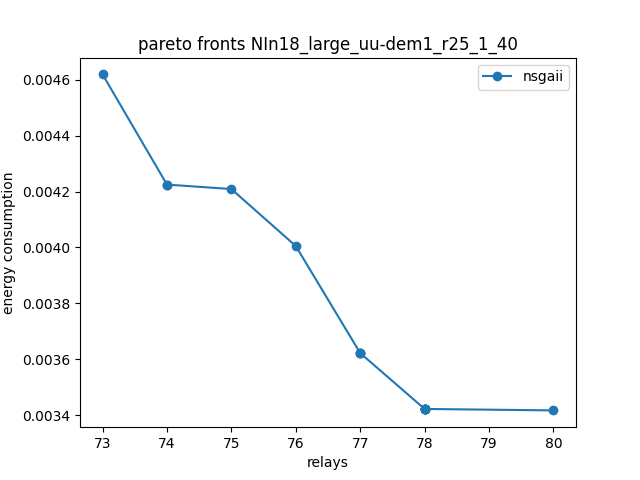 pareto fronts NIn18_large_uu-dem1_r25_1_40
nsgaii
0.0046
0.0044
0.0042
0.0040
0.0038
0.0036
0.0034
energy consumption
73 74 75 76 77 78 79 80
relays